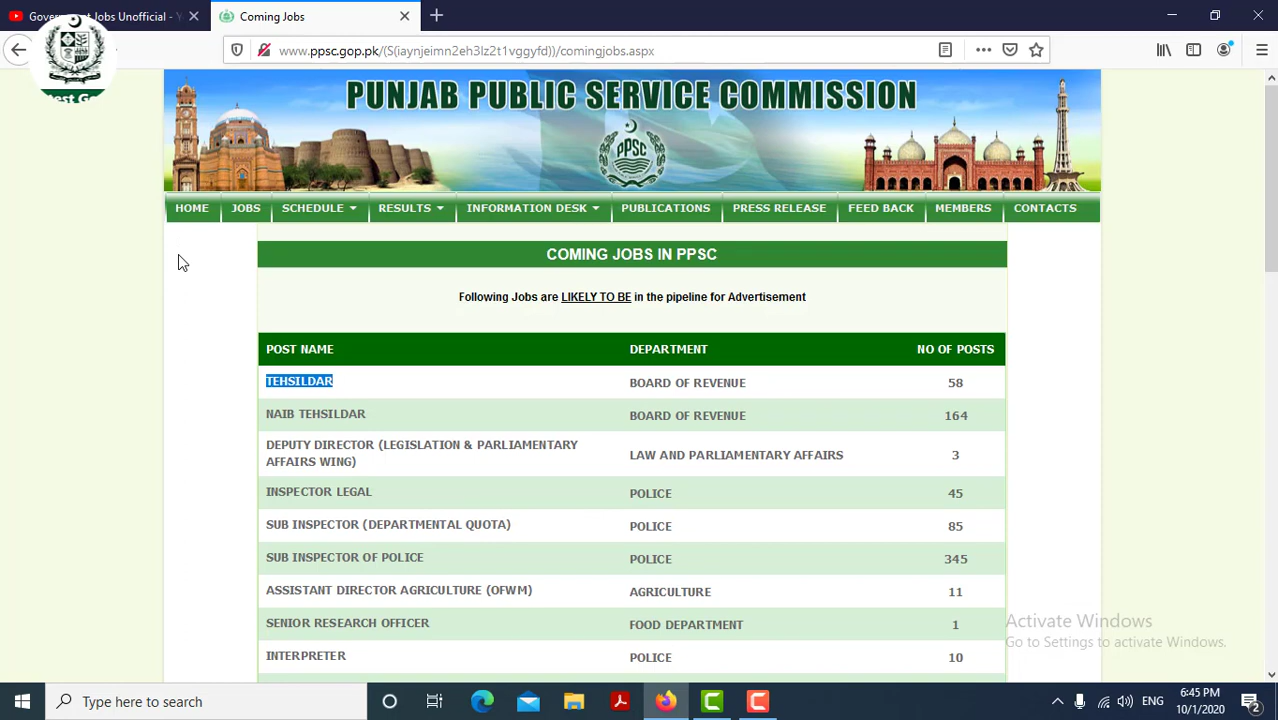 Government Jobs Unofficial - Y
Coming Jobs
www.ppsc.gop.pk/(S(iaynjeimn2eh3lz2t1vggyfd))/comingjobs.aspx
PUNJAB PUBLIC SERVICE COMMISSION
PPSC
HOME JOBS SCHEDULE RESULTS INFORMATION DESK PUBLICATIONS PRESS RELEASE FEED BACK MEMBERS CONTACTS
COMING JOBS IN PPSC
Following Jobs are LIKELY TO BE in the pipeline for Advertisement
POST NAME DEPARTMENT NO OF POSTS
TEHSILDAR BOARD OF REVENUE 58
NAIB TEHSILDAR BOARD OF REVENUE 164
DEPUTY DIRECTOR (LEGISLATION & PARLIAMENTARY
AFFAIRS WING) LAW AND PARLIAMENTARY AFFAIRS 3
INSPECTOR LEGAL POLICE 45
SUB INSPECTOR (DEPARTMENTAL QUOTA) POLICE 85
SUB INSPECTOR OF POLICE POLICE 345
ASSISTANT DIRECTOR AGRICULTURE (OFWM) AGRICULTURE 11
SENIOR RESEARCH OFFICER FOOD DEPARTMENT 1
INTERPRETER POLICE 10
Activate Windows
Go to Settings to activate Windows.
Type here to search
ENG
6:45 PM
10/1/2020
2